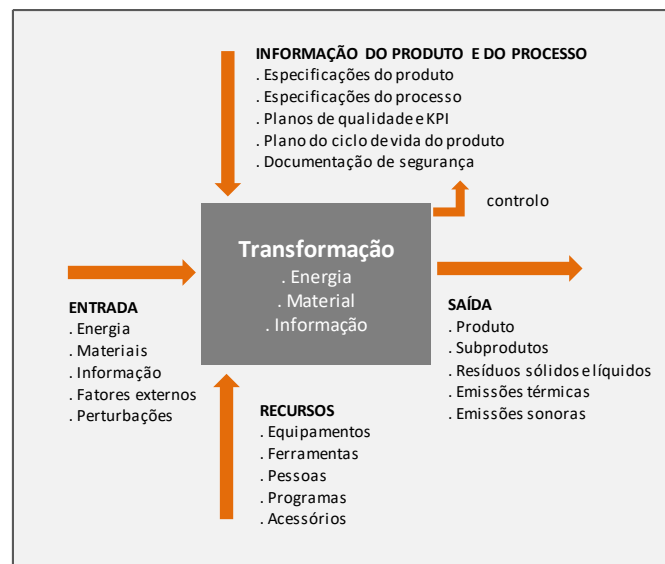 INFORMAÇÃO DO PRODUTO E DO PROCESSO
. Especificações do produto
. Especificações do processo
. Planos de qualidade e KPI
. Plano do ciclo de vida do produto
. Documentação de segurança
controlo
Transformação
. Energia
. Material
. Informação
ENTRADA
. Energia
. Materiais
. Informação
. Fatores externos
. Perturbações
SAÍDA
. Produto
. Subprodutos
. Resíduos sólidos e líquidos
. Emissões térmicas
. Emissões sonoras
RECURSOS
. Equipamentos
. Ferramentas
. Pessoas
. Programas
. Acessórios